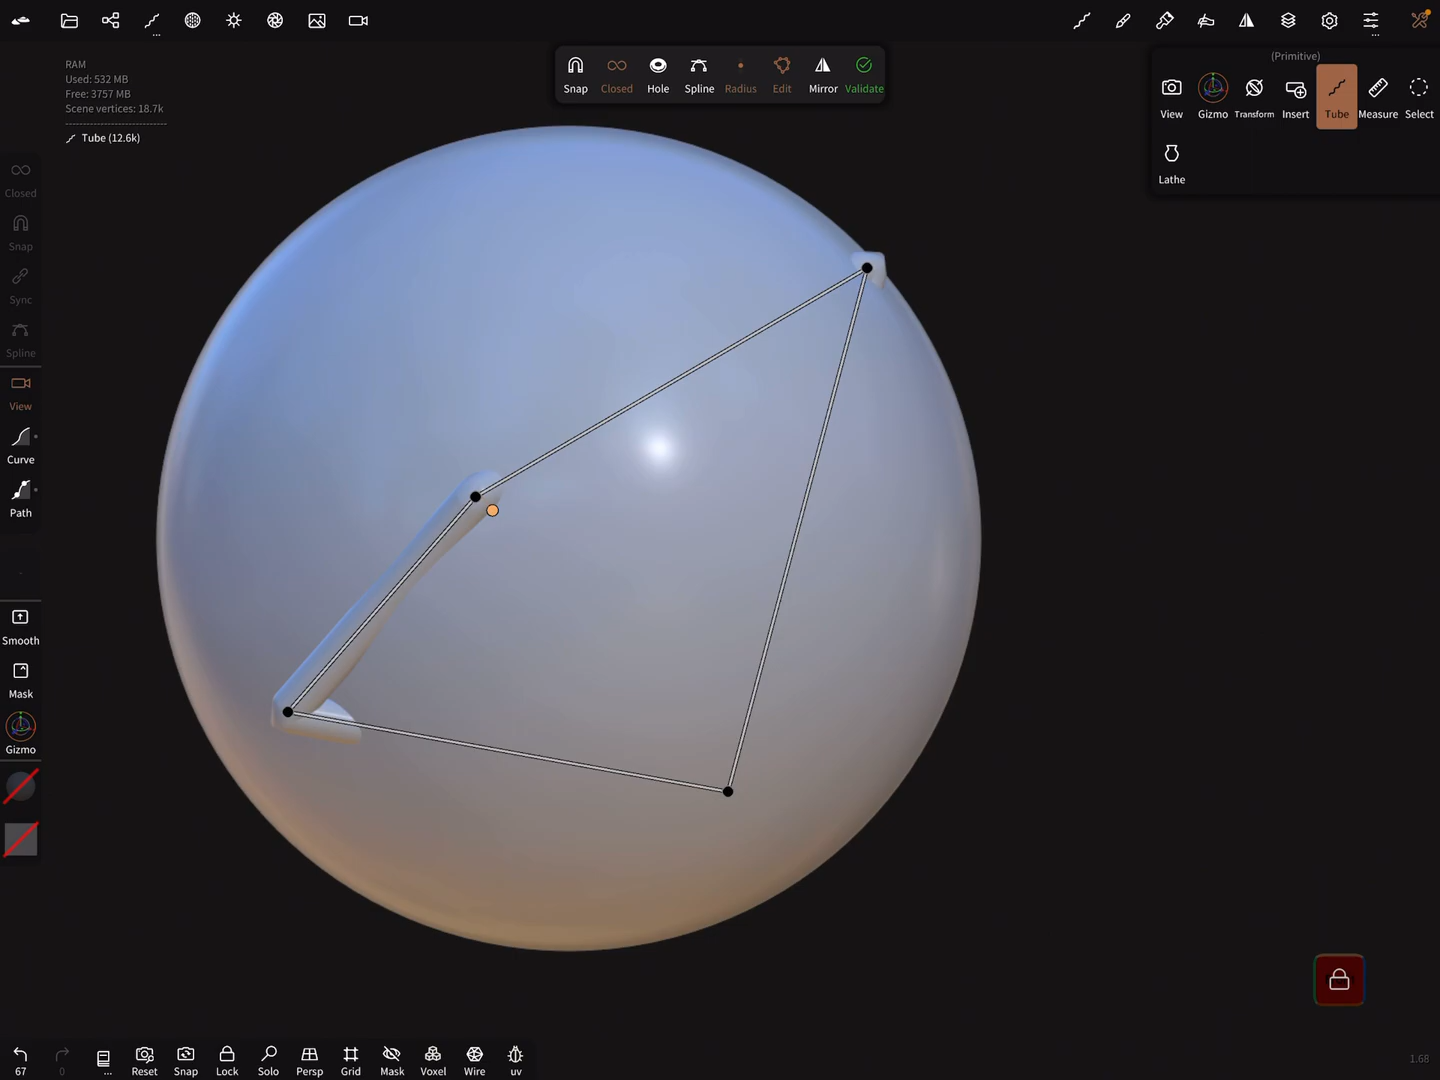 RAM
Used: 532 MB
Free: 3757 MB
Scene vertices: 18.7k
Tube (12.6k)
Snap
Closed
Hole
Spline
Radius
Edit
Mirror
Validate
(Primitive)
View
Gizmo
Transform
Insert
Tube
Measure
Select
Lathe
Closed
Snap
Sync
Spline
View
Curve
Path
Smooth
Mask
Gizmo
67
0
...
Reset
Snap
Lock
Solo
Persp
Grid
Mask
Voxel
Wire
uv
1.68